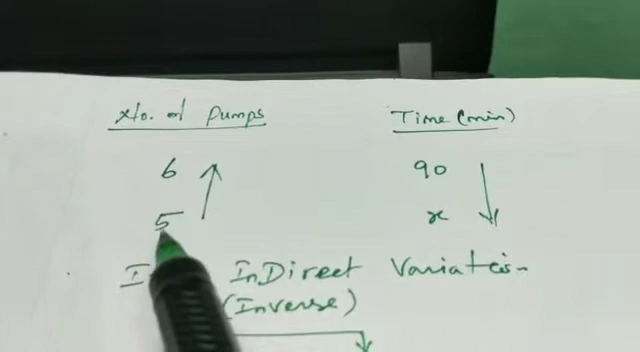 No. of Pumps Time (min)
6 90
5 x
InDirect Variation
(Inverse)